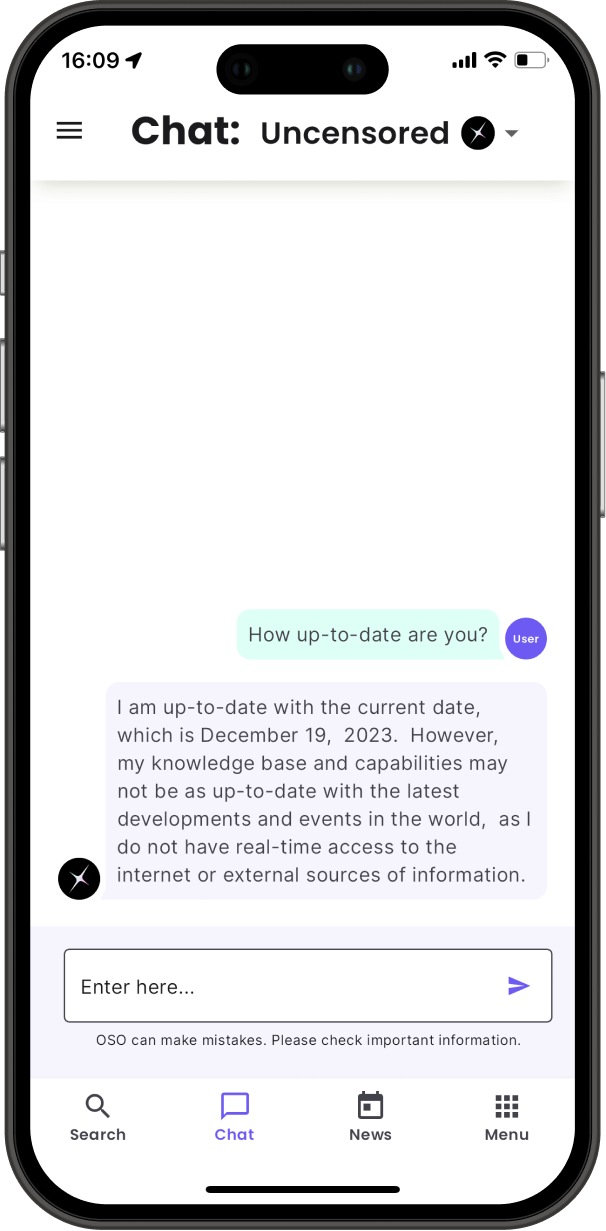 16:09
Chat: Uncensored
How up-to-date are you?
User
I am up-to-date with the current date,
which is December 19,  2023.  However,
my knowledge base and capabilities may
not be as up-to-date with the latest
developments and events in the world,  as I
do not have real-time access to the
internet or external sources of information.
Enter here...
OSO can make mistakes. Please check important information.
Search Chat News Menu